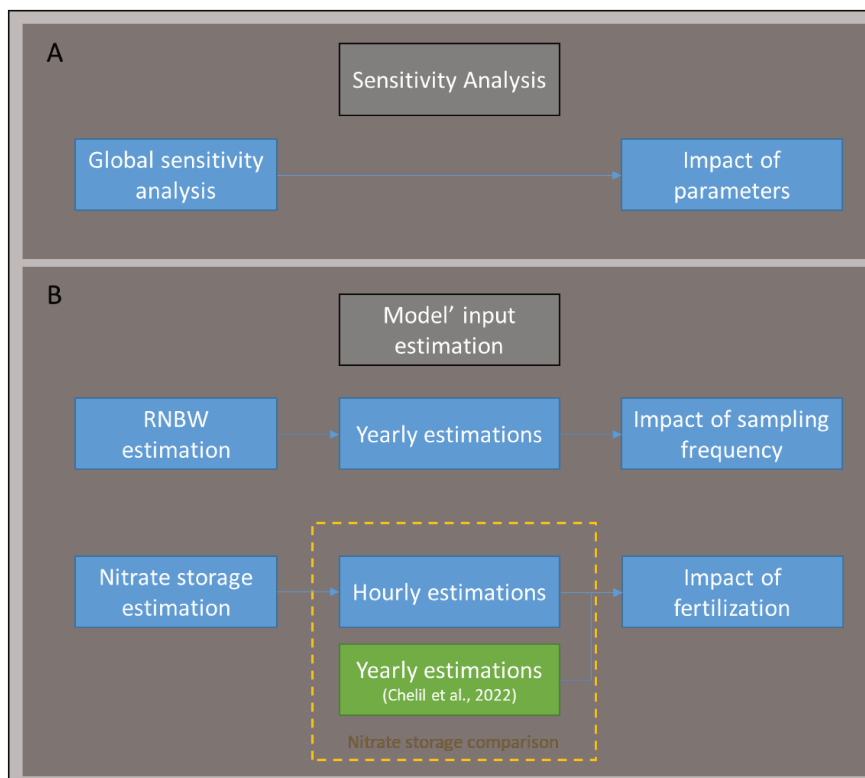 A
Sensitivity Analysis
Global sensitivity
analysis
Impact of
parameters
B
Model' input
estimation
RNBW
estimation
Yearly estimations
Impact of sampling
frequency
Nitrate storage
estimation
Hourly estimations
Impact of
fertilization
Yearly estimations
(Chelil et al., 2022)
Nitrate storage comparison